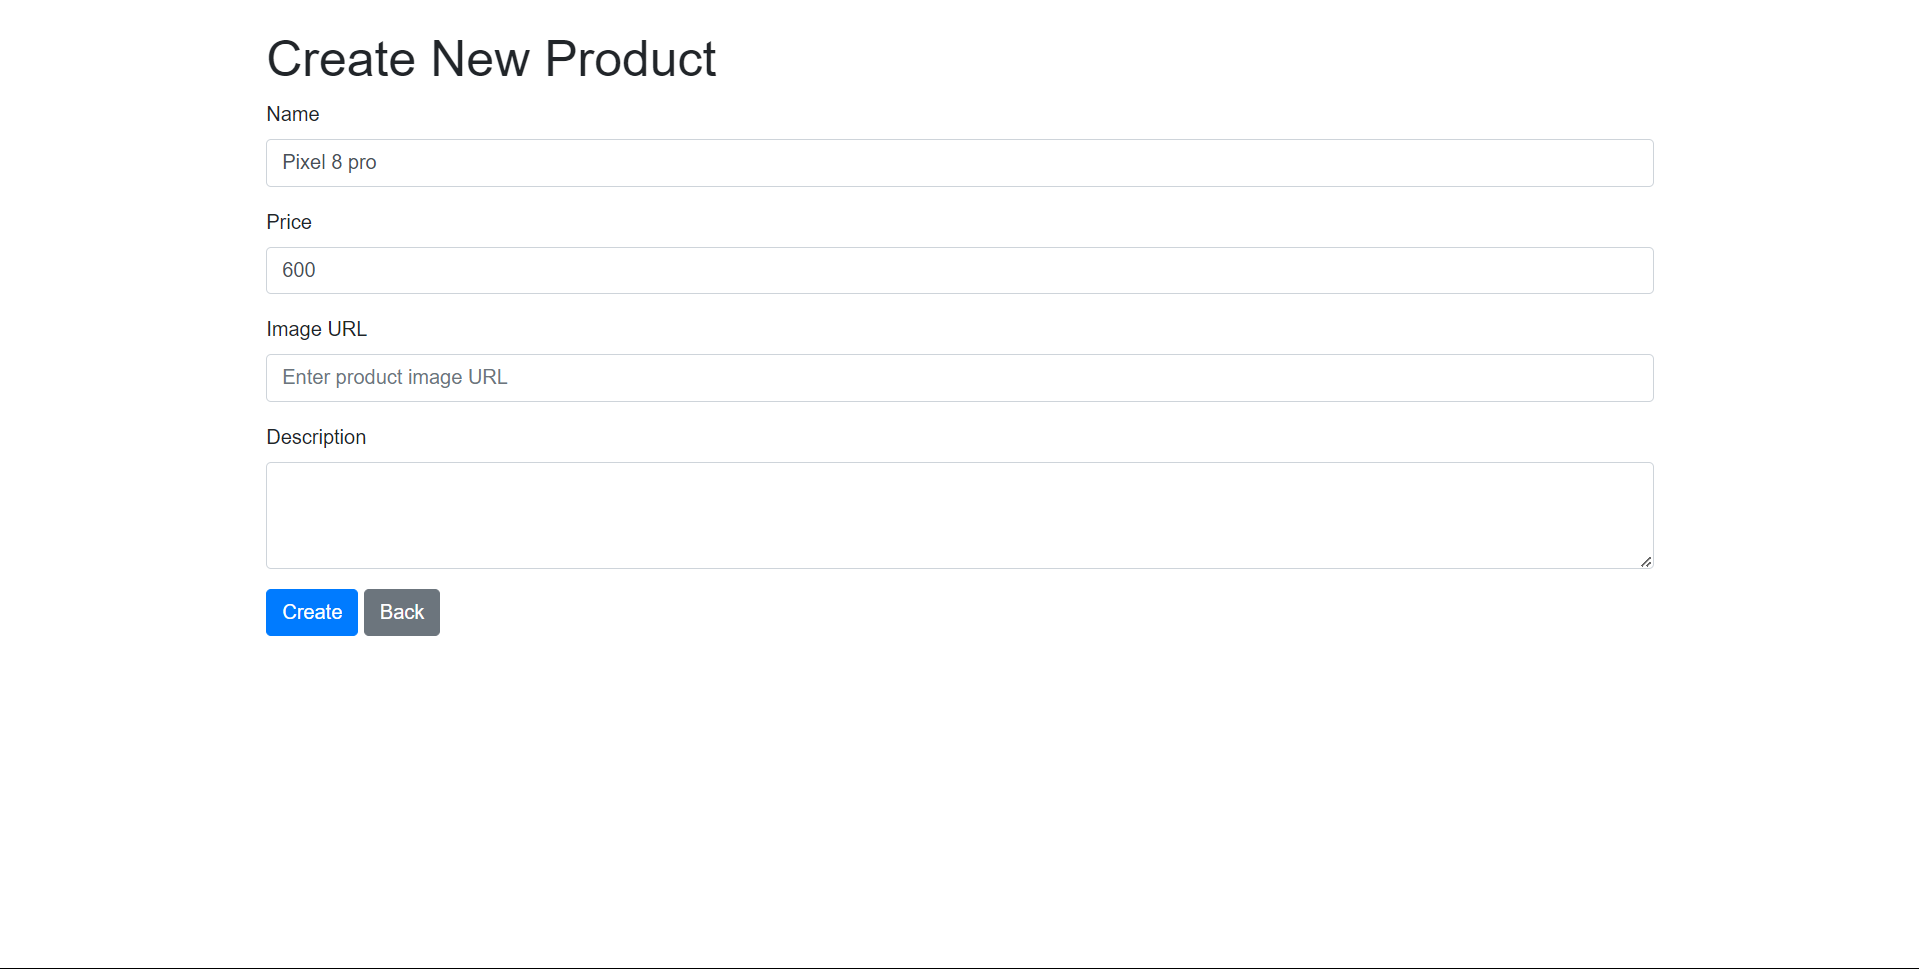 Create New Product
Name
Pixel 8 pro
Price
600
Image URL
Enter product image URL
Description
Create Back